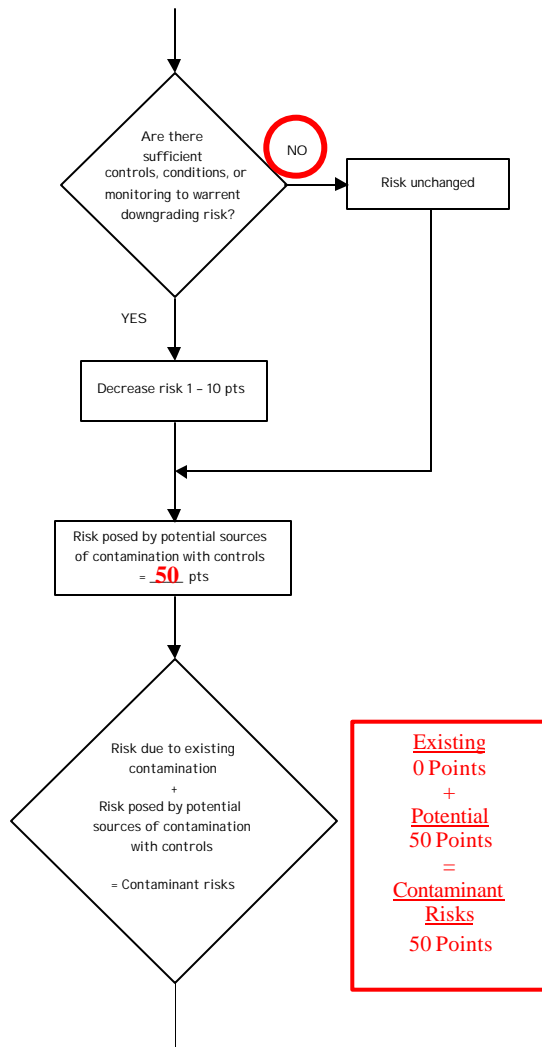 Are there
sufficient
controls, conditions, or
monitoring to warrent
downgrading risk?
NO
Risk unchanged
YES
Decrease risk 1 – 10 pts
Risk posed by potential sources
of contamination with controls
= 50 pts
Risk due to existing
contamination
+
Risk posed by potential
sources of contamination
with controls
= Contaminant risks
Existing
0 Points
+
Potential
50 Points
=
Contaminant
Risks
50 Points